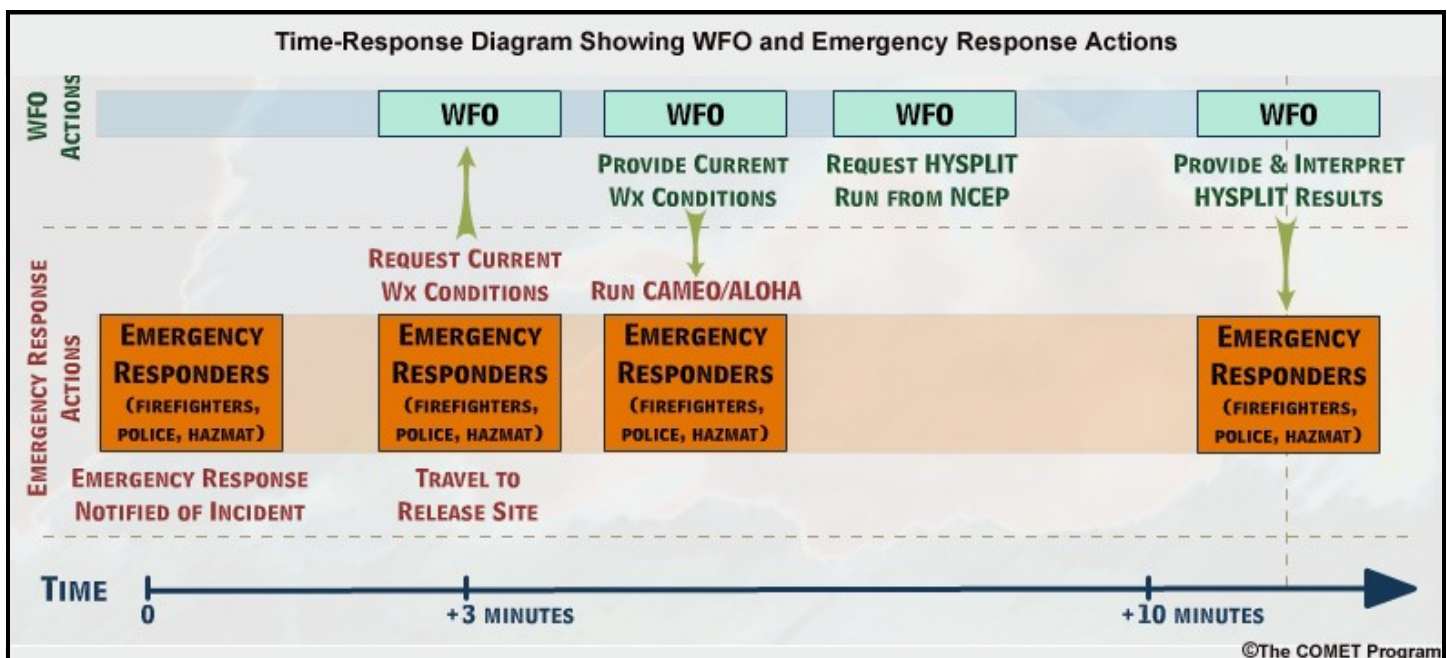 Time-Response Diagram Showing WFO and Emergency Response Actions
WFO
ACTIONS
WFO
WFO
WFO
WFO
PROVIDE CURRENT
WX CONDITIONS
REQUEST HYSPLIT
RUN FROM NCEP
PROVIDE & INTERPRET
HYSPLIT RESULTS
EMERGENCY RESPONSE
ACTIONS
REQUEST CURRENT
WX CONDITIONS
RUN CAMEO/ALOHA
EMERGENCY
RESPONDERS
(FIREFIGHTERS,
POLICE, HAZMAT)
EMERGENCY
RESPONDERS
(FIREFIGHTERS,
POLICE, HAZMAT)
EMERGENCY
RESPONDERS
(FIREFIGHTERS,
POLICE, HAZMAT)
EMERGENCY
RESPONDERS
(FIREFIGHTERS,
POLICE, HAZMAT)
EMERGENCY RESPONSE
NOTIFIED OF INCIDENT
TRAVEL TO
RELEASE SITE
TIME
0
+3 MINUTES
+10 MINUTES
©The COMET Program